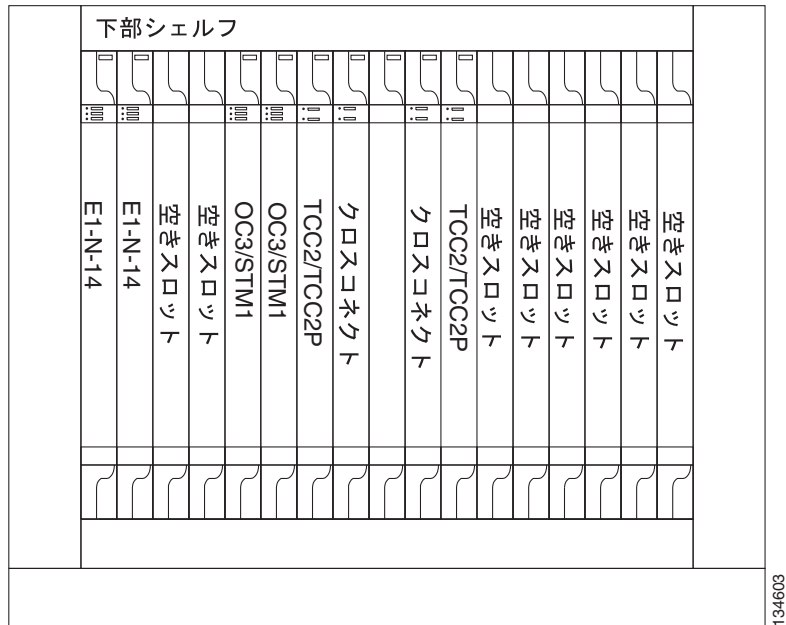 下部シェルフ
E1-N-14
E1-N-14
空きスロット
空きスロット
OC3/STM1
OC3/STM1
TCC2/TCC2P
クロスコネクト
クロスコネクト
TCC2/TCC2P
空きスロット
空きスロット
空きスロット
空きスロット
空きスロット
空きスロット
134603